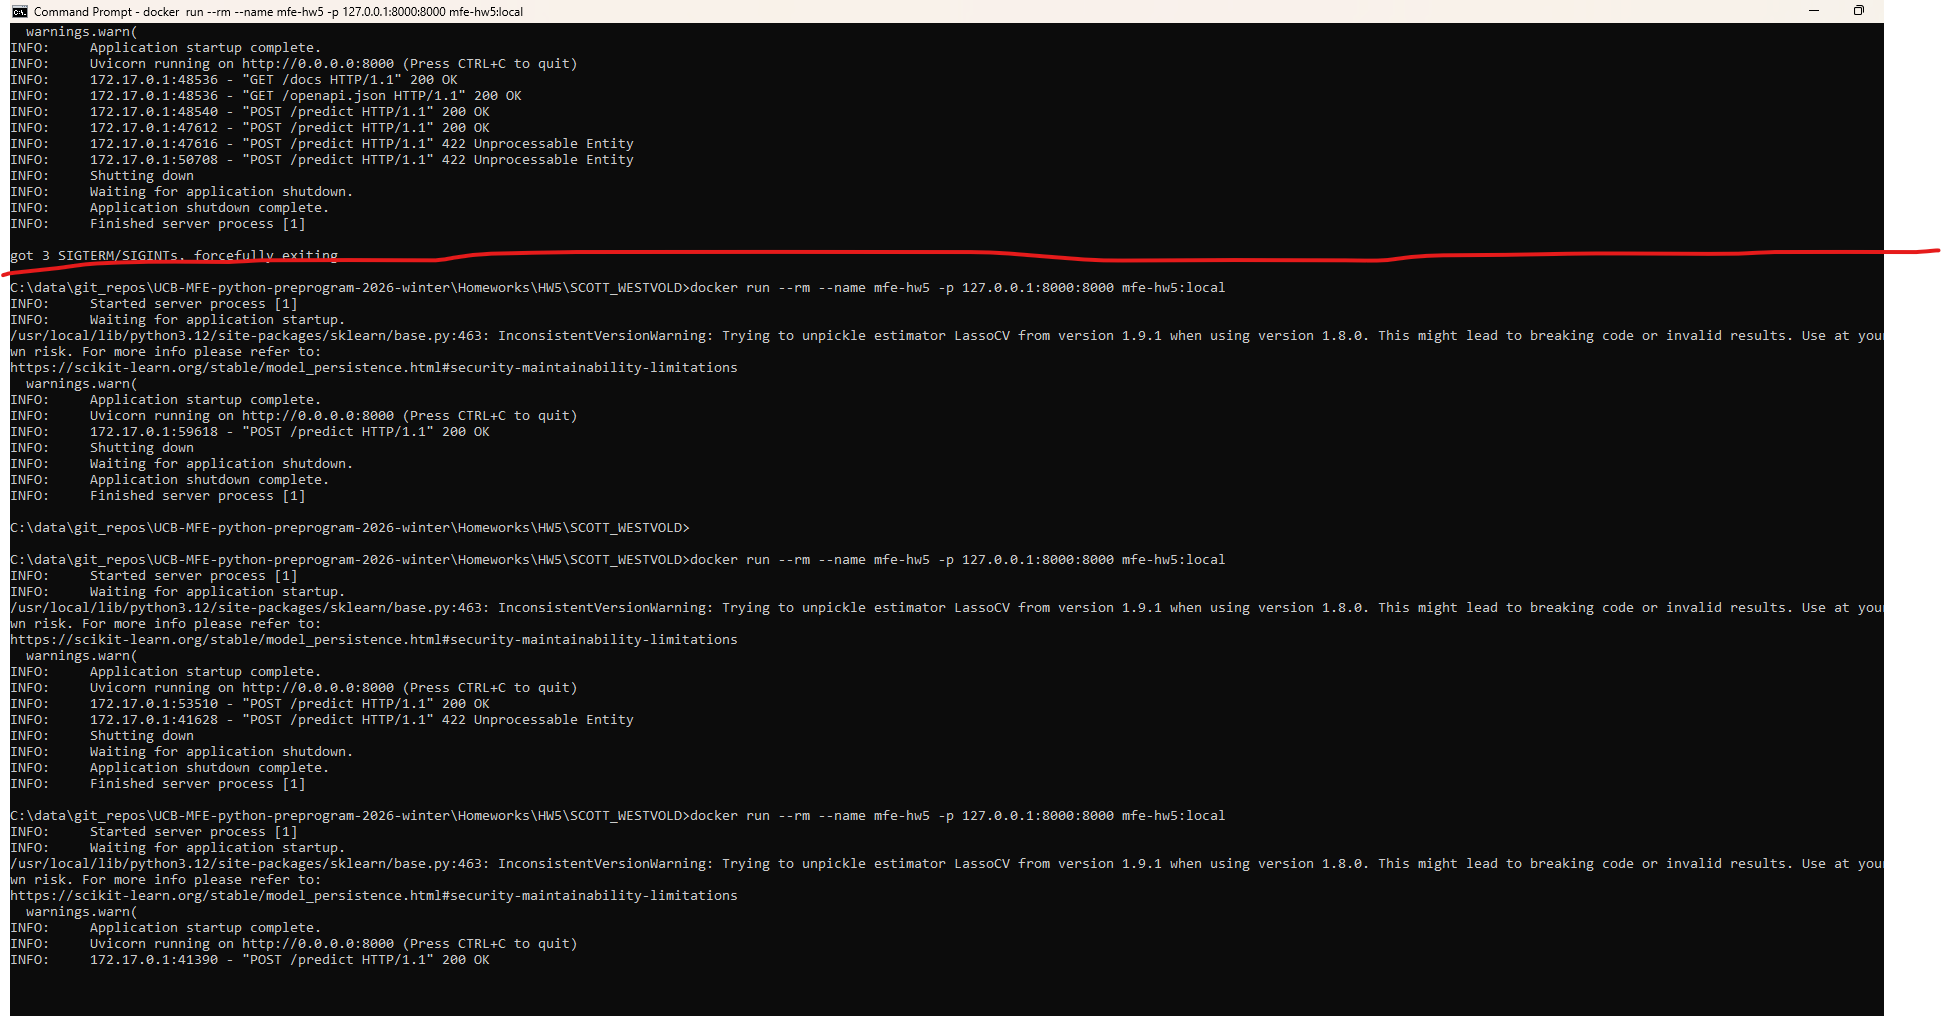 Command Prompt - docker  run --rm --name mfe-hw5 -p 127.0.0.1:8000:8000 mfe-hw5:local
  warnings.warn(
INFO:     Application startup complete.
INFO:     Uvicorn running on http://0.0.0.0:8000 (Press CTRL+C to quit)
INFO:     172.17.0.1:48536 - "GET /docs HTTP/1.1" 200 OK
INFO:     172.17.0.1:48536 - "GET /openapi.json HTTP/1.1" 200 OK
INFO:     172.17.0.1:48540 - "POST /predict HTTP/1.1" 200 OK
INFO:     172.17.0.1:47612 - "POST /predict HTTP/1.1" 200 OK
INFO:     172.17.0.1:47616 - "POST /predict HTTP/1.1" 422 Unprocessable Entity
INFO:     172.17.0.1:50708 - "POST /predict HTTP/1.1" 422 Unprocessable Entity
INFO:     Shutting down
INFO:     Waiting for application shutdown.
INFO:     Application shutdown complete.
INFO:     Finished server process [1]
got 3 SIGTERM/SIGINTs. forcefully exiting
C:\data\git_repos\UCB-MFE-python-preprogram-2026-winter\Homeworks\HW5\SCOTT_WESTVOLD>docker run --rm --name mfe-hw5 -p 127.0.0.1:8000:8000 mfe-hw5:local
INFO:     Started server process [1]
INFO:     Waiting for application startup.
/usr/local/lib/python3.12/site-packages/sklearn/base.py:463: InconsistentVersionWarning: Trying to unpickle estimator LassoCV from version 1.9.1 when using version 1.8.0. This might lead to breaking code or invalid results. Use at you
wn risk. For more info please refer to:
https://scikit-learn.org/stable/model_persistence.html#security-maintainability-limitations
  warnings.warn(
INFO:     Application startup complete.
INFO:     Uvicorn running on http://0.0.0.0:8000 (Press CTRL+C to quit)
INFO:     172.17.0.1:59618 - "POST /predict HTTP/1.1" 200 OK
INFO:     Shutting down
INFO:     Waiting for application shutdown.
INFO:     Application shutdown complete.
INFO:     Finished server process [1]
C:\data\git_repos\UCB-MFE-python-preprogram-2026-winter\Homeworks\HW5\SCOTT_WESTVOLD>
C:\data\git_repos\UCB-MFE-python-preprogram-2026-winter\Homeworks\HW5\SCOTT_WESTVOLD>docker run --rm --name mfe-hw5 -p 127.0.0.1:8000:8000 mfe-hw5:local
INFO:     Started server process [1]
INFO:     Waiting for application startup.
/usr/local/lib/python3.12/site-packages/sklearn/base.py:463: InconsistentVersionWarning: Trying to unpickle estimator LassoCV from version 1.9.1 when using version 1.8.0. This might lead to breaking code or invalid results. Use at you
wn risk. For more info please refer to:
https://scikit-learn.org/stable/model_persistence.html#security-maintainability-limitations
  warnings.warn(
INFO:     Application startup complete.
INFO:     Uvicorn running on http://0.0.0.0:8000 (Press CTRL+C to quit)
INFO:     172.17.0.1:53510 - "POST /predict HTTP/1.1" 200 OK
INFO:     172.17.0.1:41628 - "POST /predict HTTP/1.1" 422 Unprocessable Entity
INFO:     Shutting down
INFO:     Waiting for application shutdown.
INFO:     Application shutdown complete.
INFO:     Finished server process [1]
C:\data\git_repos\UCB-MFE-python-preprogram-2026-winter\Homeworks\HW5\SCOTT_WESTVOLD>docker run --rm --name mfe-hw5 -p 127.0.0.1:8000:8000 mfe-hw5:local
INFO:     Started server process [1]
INFO:     Waiting for application startup.
/usr/local/lib/python3.12/site-packages/sklearn/base.py:463: InconsistentVersionWarning: Trying to unpickle estimator LassoCV from version 1.9.1 when using version 1.8.0. This might lead to breaking code or invalid results. Use at you
wn risk. For more info please refer to:
https://scikit-learn.org/stable/model_persistence.html#security-maintainability-limitations
  warnings.warn(
INFO:     Application startup complete.
INFO:     Uvicorn running on http://0.0.0.0:8000 (Press CTRL+C to quit)
INFO:     172.17.0.1:41390 - "POST /predict HTTP/1.1" 200 OK